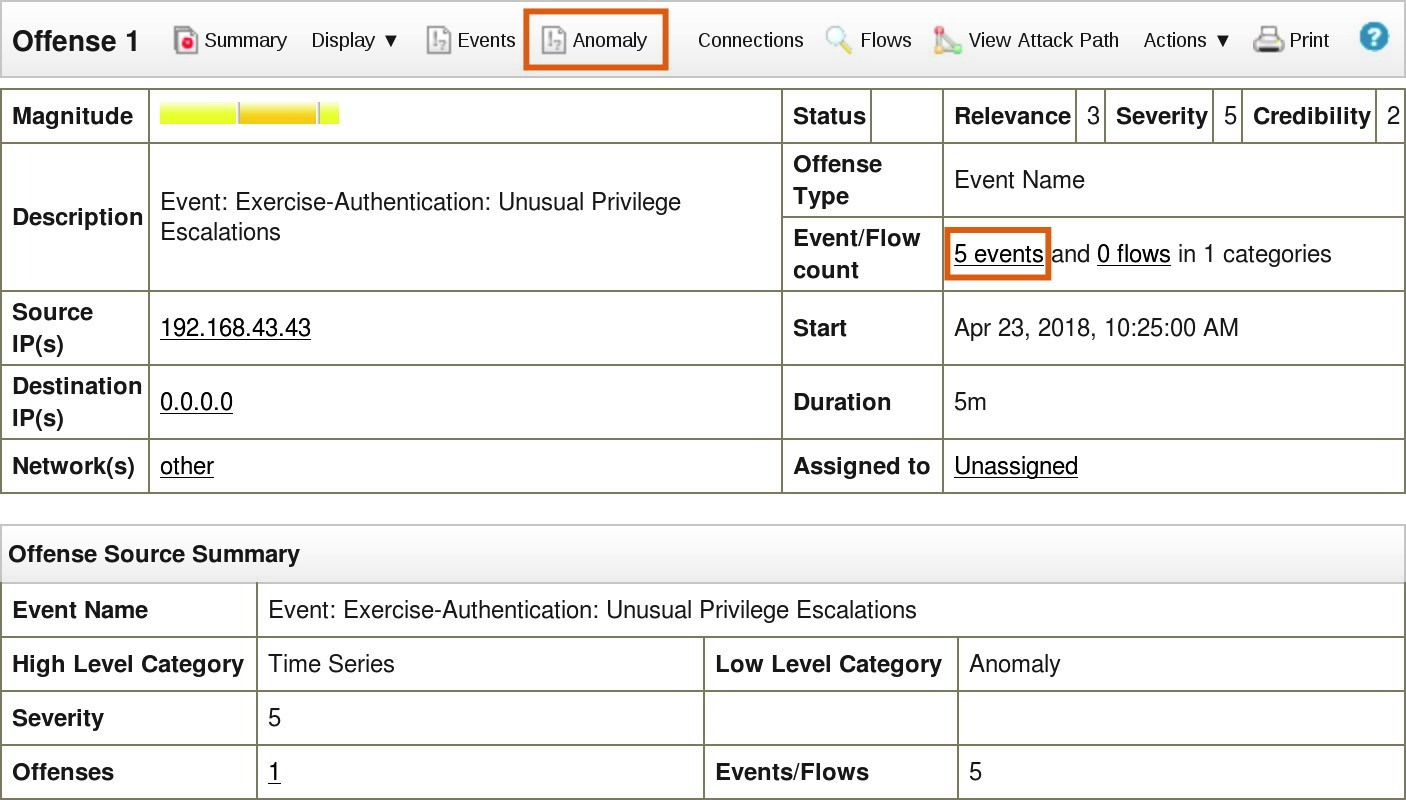 Offense 1 Summary Display ▼ Events Anomaly Connections Flows View Attack Path Actions ▼ Print ?
Magnitude Status Relevance 3 Severity 5 Credibility 2
Description Event: Exercise-Authentication: Unusual Privilege
Escalations
Offense
Type
Event Name
Event/Flow
count
5 events and 0 flows in 1 categories
Source
IP(s)
192.168.43.43
Start Apr 23, 2018, 10:25:00 AM
Destination
IP(s)
0.0.0.0
Duration 5m
Network(s) other Assigned to Unassigned
Offense Source Summary
Event Name Event: Exercise-Authentication: Unusual Privilege Escalations
High Level Category Time Series Low Level Category Anomaly
Severity 5
Offenses 1 Events/Flows 5